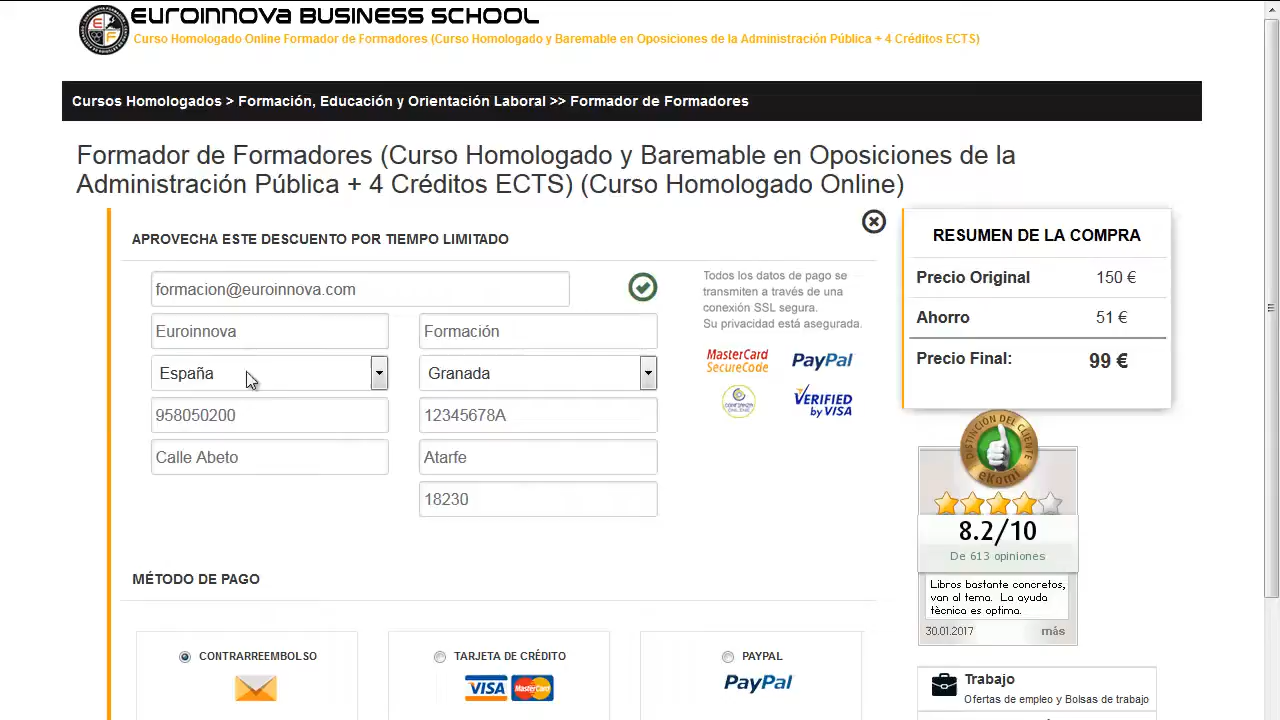 EUROINNOVA BUSINESS SCHOOL
Curso Homologado Online Formador de Formadores (Curso Homologado y Baremable en Oposiciones de la Administración Pública + 4 Créditos ECTS)
Cursos Homologados > Formación, Educación y Orientación Laboral >> Formador de Formadores
Formador de Formadores (Curso Homologado y Baremable en Oposiciones de la
Administración Pública + 4 Créditos ECTS) (Curso Homologado Online)
APROVECHA ESTE DESCUENTO POR TIEMPO LIMITADO
formacion@euroinnova.com
Euroinnova
Formación
España
Granada
958050200
12345678A
Calle Abeto
Atarfe
18230
Todos los datos de pago se
transmiten a través de una
conexión SSL segura.
Su privacidad está asegurada.
MasterCard
SecureCode
PayPal
CONFIANZA
ONLINE
VERIFIED
by VISA
MÉTODO DE PAGO
CONTRARREEMBOLSO
TARJETA DE CRÉDITO
VISA
MasterCard
PAYPAL
PayPal
RESUMEN DE LA COMPRA
Precio Original 150 €
Ahorro 51 €
Precio Final: 99 €
DISTINCIÓN DEL CLIENTE
eKomi
8.2/10
De 613 opiniones
Libros bastante concretos,
van al tema. La ayuda
tècnica es optima.
30.01.2017 más
Trabajo
Ofertas de empleo y Bolsas de trabajo